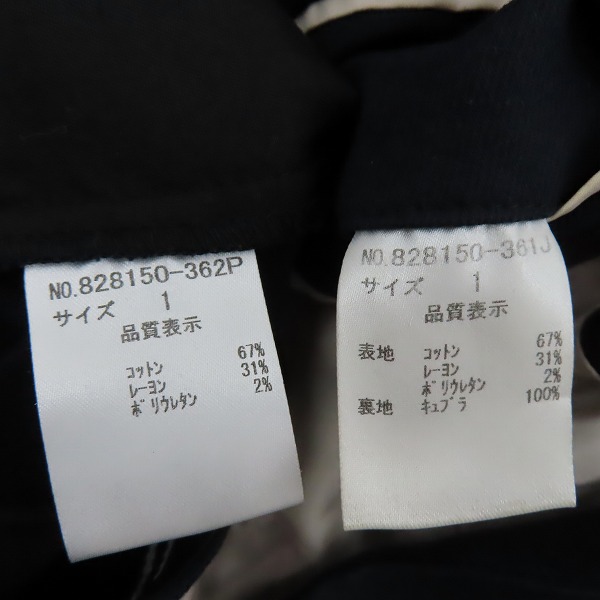 NO.828150-362P
サイズ 1
品質表示
コットン 67%
レーヨン 31%
ポリウレタン 2%
NO.828150-361J
サイズ 1
品質表示
表地 コットン 67%
レーヨン 31%
ポリウレタン 2%
裏地 キュプラ 100%